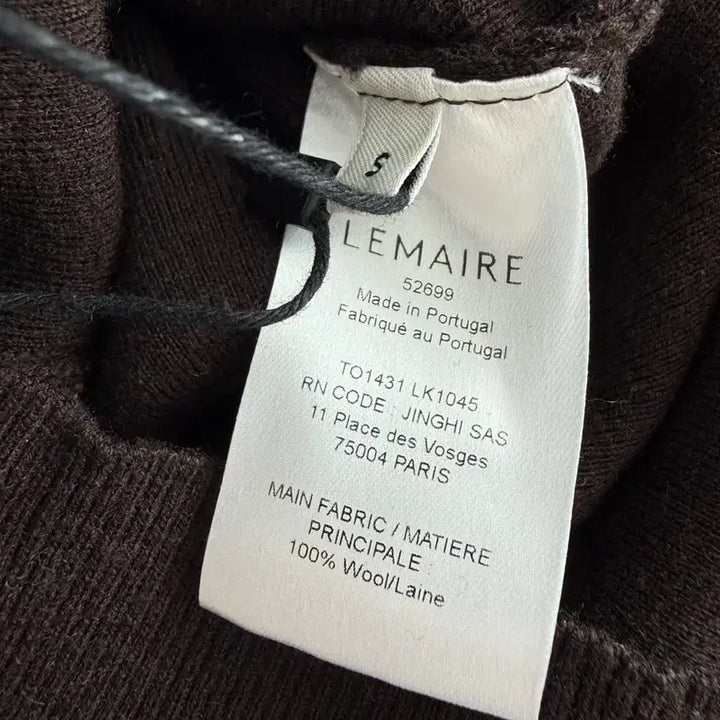 S
LEMAIRE
52699
Made in Portugal
Fabriqué au Portugal
TO1431 LK1045
RN CODE : JINGHI SAS
11 Place des Vosges
75004 PARIS
MAIN FABRIC / MATIERE
PRINCIPALE
100% Wool/Laine